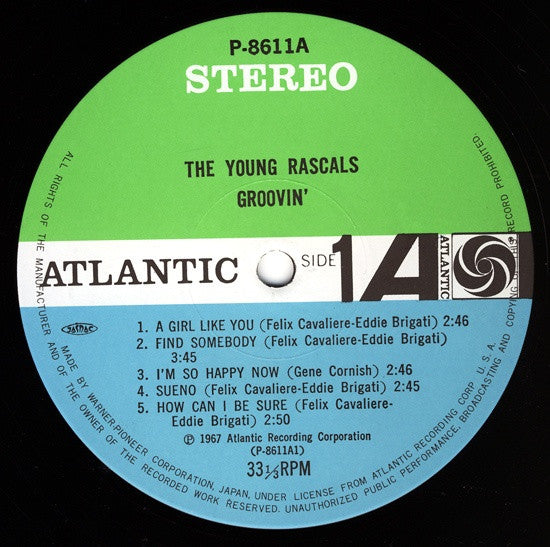 P-8611A
STEREO
THE YOUNG RASCALS
GROOVIN'
ATLANTIC
SIDE 1
A
ATLANTIC
1. A GIRL LIKE YOU (Felix Cavaliere-Eddie Brigati) 2:46
2. FIND SOMEBODY (Felix Cavaliere-Eddie Brigati)
3:45
3. I'M SO HAPPY NOW (Gene Cornish) 2:46
4. SUENO (Felix Cavaliere-Eddie Brigati) 2:45
5. HOW CAN I BE SURE (Felix Cavaliere-
Eddie Brigati) 2:50
℗ 1967 Atlantic Recording Corporation
(P-8611A1)
33⅓RPM
MADE BY WARNER-PIONEER CORPORATION, JAPAN, UNDER LICENSE FROM ATLANTIC RECORDING CORP. U.S.A.
ALL RIGHTS OF THE MANUFACTURER AND OF THE OWNER OF THE RECORDED WORK RESERVED. UNAUTHORIZED PUBLIC PERFORMANCE, BROADCASTING AND COPYING OF THIS RECORD PROHIBITED.